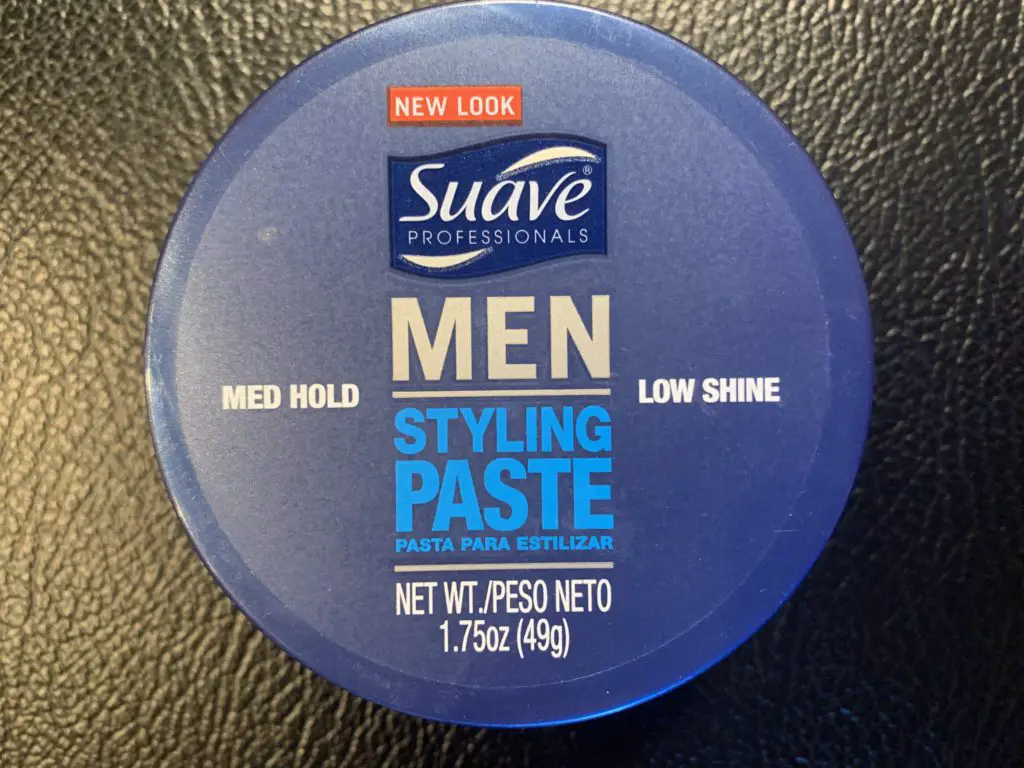 NEW LOOK
Suave®
PROFESSIONALS
MEN
MED HOLD
LOW SHINE
STYLING
PASTE
PASTA PARA ESTILIZAR
NET WT./PESO NETO
1.75oz (49g)